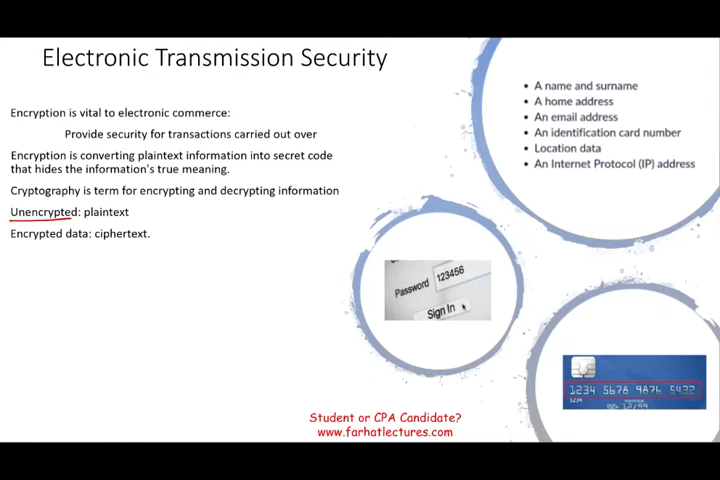 Electronic Transmission Security
Encryption is vital to electronic commerce:
Provide security for transactions carried out over
Encryption is converting plaintext information into secret code
that hides the information's true meaning.
Cryptography is term for encrypting and decrypting information
Unencrypted: plaintext
Encrypted data: ciphertext.
• A name and surname
• A home address
• An email address
• An identification card number
• Location data
• An Internet Protocol (IP) address
Password 123456
Sign In
1234 5678 9876 5432
1234
12/99
Student or CPA Candidate?
www.farhatlectures.com